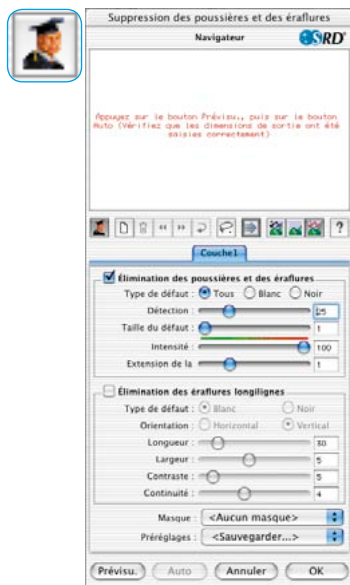 Suppression des poussières et des éraflures
Navigateur
SRD
Appuyez sur le bouton Prévisu., puis sur le bouton
Auto (Vérifiez que les dimensions de sortie ont été
saisies correctement)
?
Couche1
Élimination des poussières et des éraflures
Type de défaut : Tous Blanc Noir
Détection : 25
Taille du défaut : 1
Intensité : 100
Extension de la 1
Élimination des éraflures longilignes
Type de défaut : Blanc Noir
Orientation : Horizontal Vertical
Longueur : 30
Largeur : 5
Contraste : 5
Continuité : 4
Masque : <Aucun masque>
Préréglages : <Sauvegarder...>
Prévisu. Auto Annuler OK